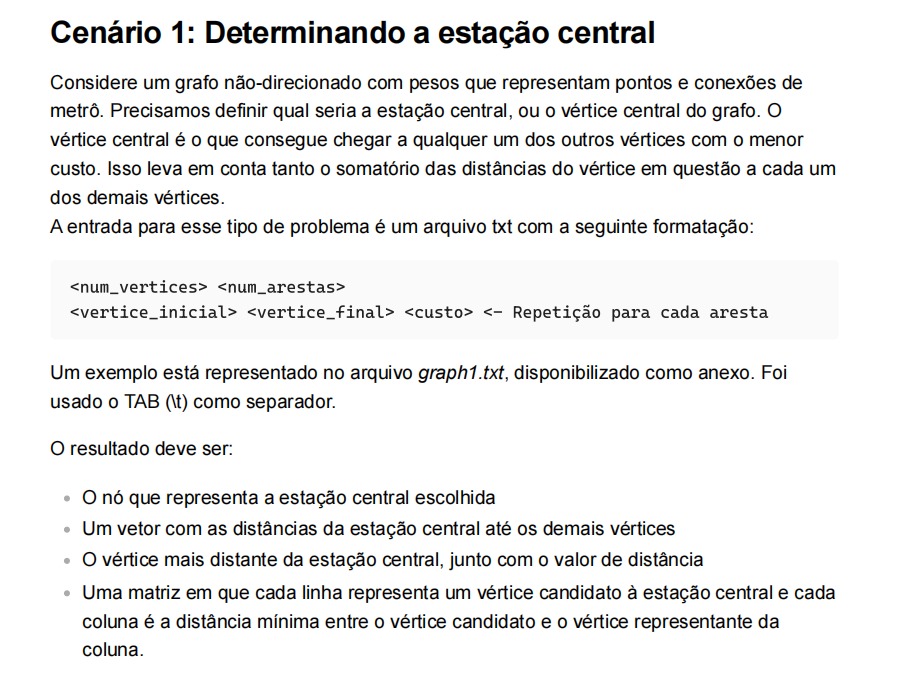 Cenário 1: Determinando a estação central
Considere um grafo não-direcionado com pesos que representam pontos e conexões de
metrô. Precisamos definir qual seria a estação central, ou o vértice central do grafo. O
vértice central é o que consegue chegar a qualquer um dos outros vértices com o menor
custo. Isso leva em conta tanto o somatório das distâncias do vértice em questão a cada um
dos demais vértices.
A entrada para esse tipo de problema é um arquivo txt com a seguinte formatação:
<num_vertices> <num_arestas>
<vertice_inicial> <vertice_final> <custo> <- Repetição para cada aresta
Um exemplo está representado no arquivo graph1.txt, disponibilizado como anexo. Foi
usado o TAB (\t) como separador.
O resultado deve ser:
• O nó que representa a estação central escolhida
• Um vetor com as distâncias da estação central até os demais vértices
• O vértice mais distante da estação central, junto com o valor de distância
• Uma matriz em que cada linha representa um vértice candidato à estação central e cada
coluna é a distância mínima entre o vértice candidato e o vértice representante da
coluna.